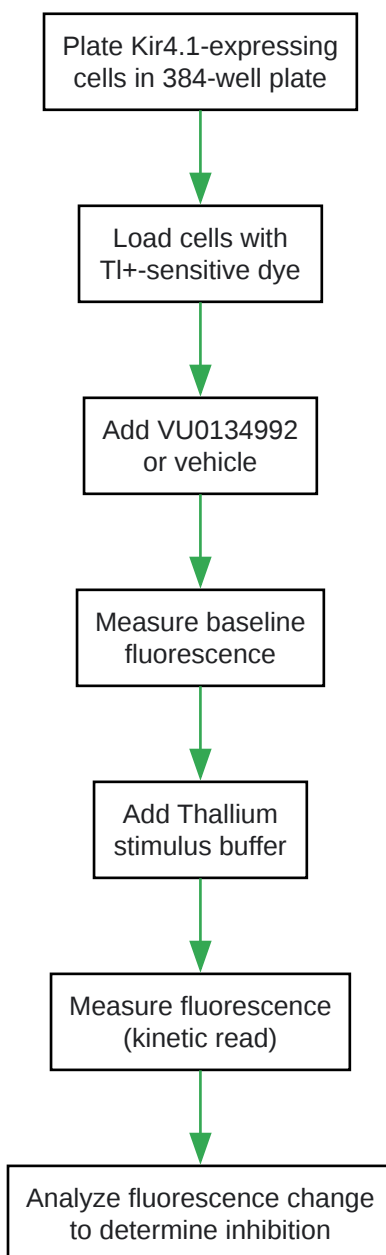 Plate Kir4.1-expressing
cells in 384-well plate
Load cells with
Tl+-sensitive dye
Add VU0134992
or vehicle
Measure baseline
fluorescence
Add Thallium
stimulus buffer
Measure fluorescence
(kinetic read)
Analyze fluorescence change
to determine inhibition